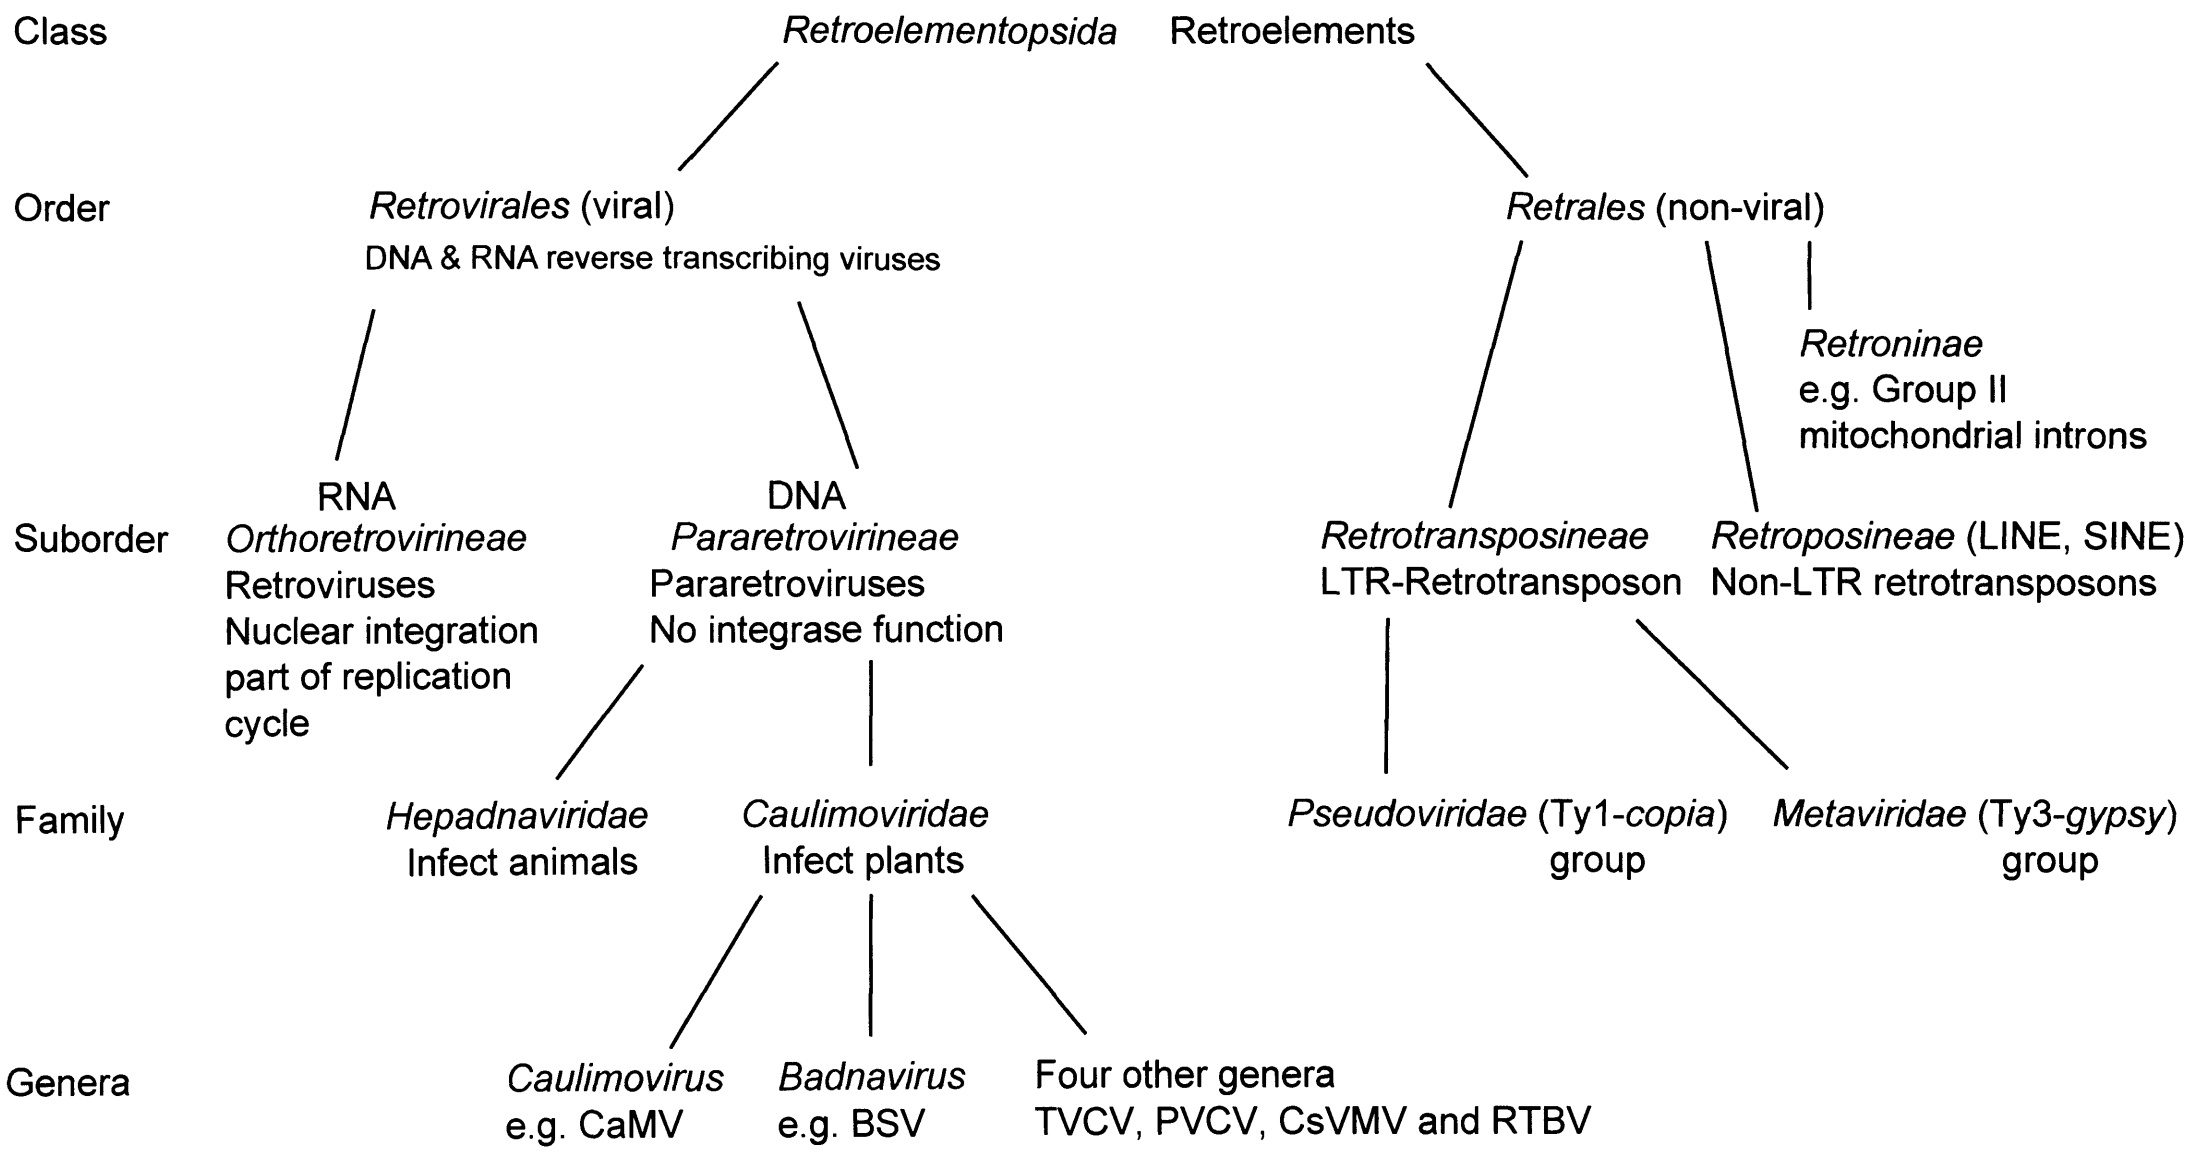 Class Retroelementopsida Retroelements
Order Retrovirales (viral) Retrales (non-viral)
DNA & RNA reverse transcribing viruses
Retroninae
e.g. Group II
mitochondrial introns
RNA DNA
Suborder Orthoretrovirineae Pararetrovirineae Retrotransposineae Retroposineae (LINE, SINE)
Retroviruses Pararetroviruses LTR-Retrotransposon Non-LTR retrotransposons
Nuclear integration No integrase function
part of replication
cycle
Family Hepadnaviridae Caulimoviridae Pseudoviridae (Ty1-copia) Metaviridae (Ty3-gypsy)
Infect animals Infect plants group group
Genera Caulimovirus Badnavirus Four other genera
e.g. CaMV e.g. BSV TVCV, PVCV, CsVMV and RTBV